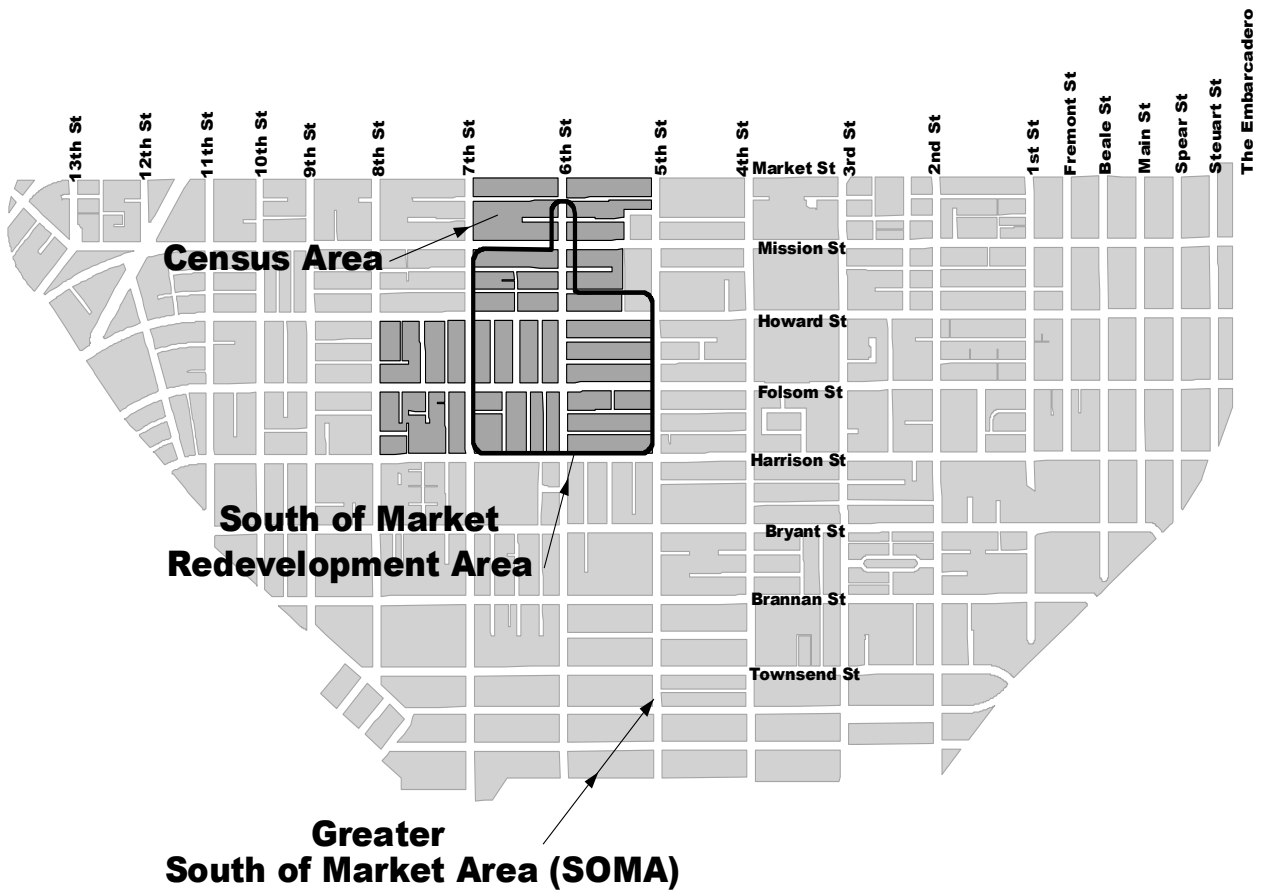 13th St
12th St
11th St
10th St
9th St
8th St
7th St
6th St
5th St
4th St
3rd St
2nd St
1st St
Fremont St
Beale St
Main St
Spear St
Steuart St
The Embarcadero
Market St
Mission St
Census Area
Howard St
Folsom St
Harrison St
South of Market
Redevelopment Area
Bryant St
Brannan St
Townsend St
Greater
South of Market Area (SOMA)